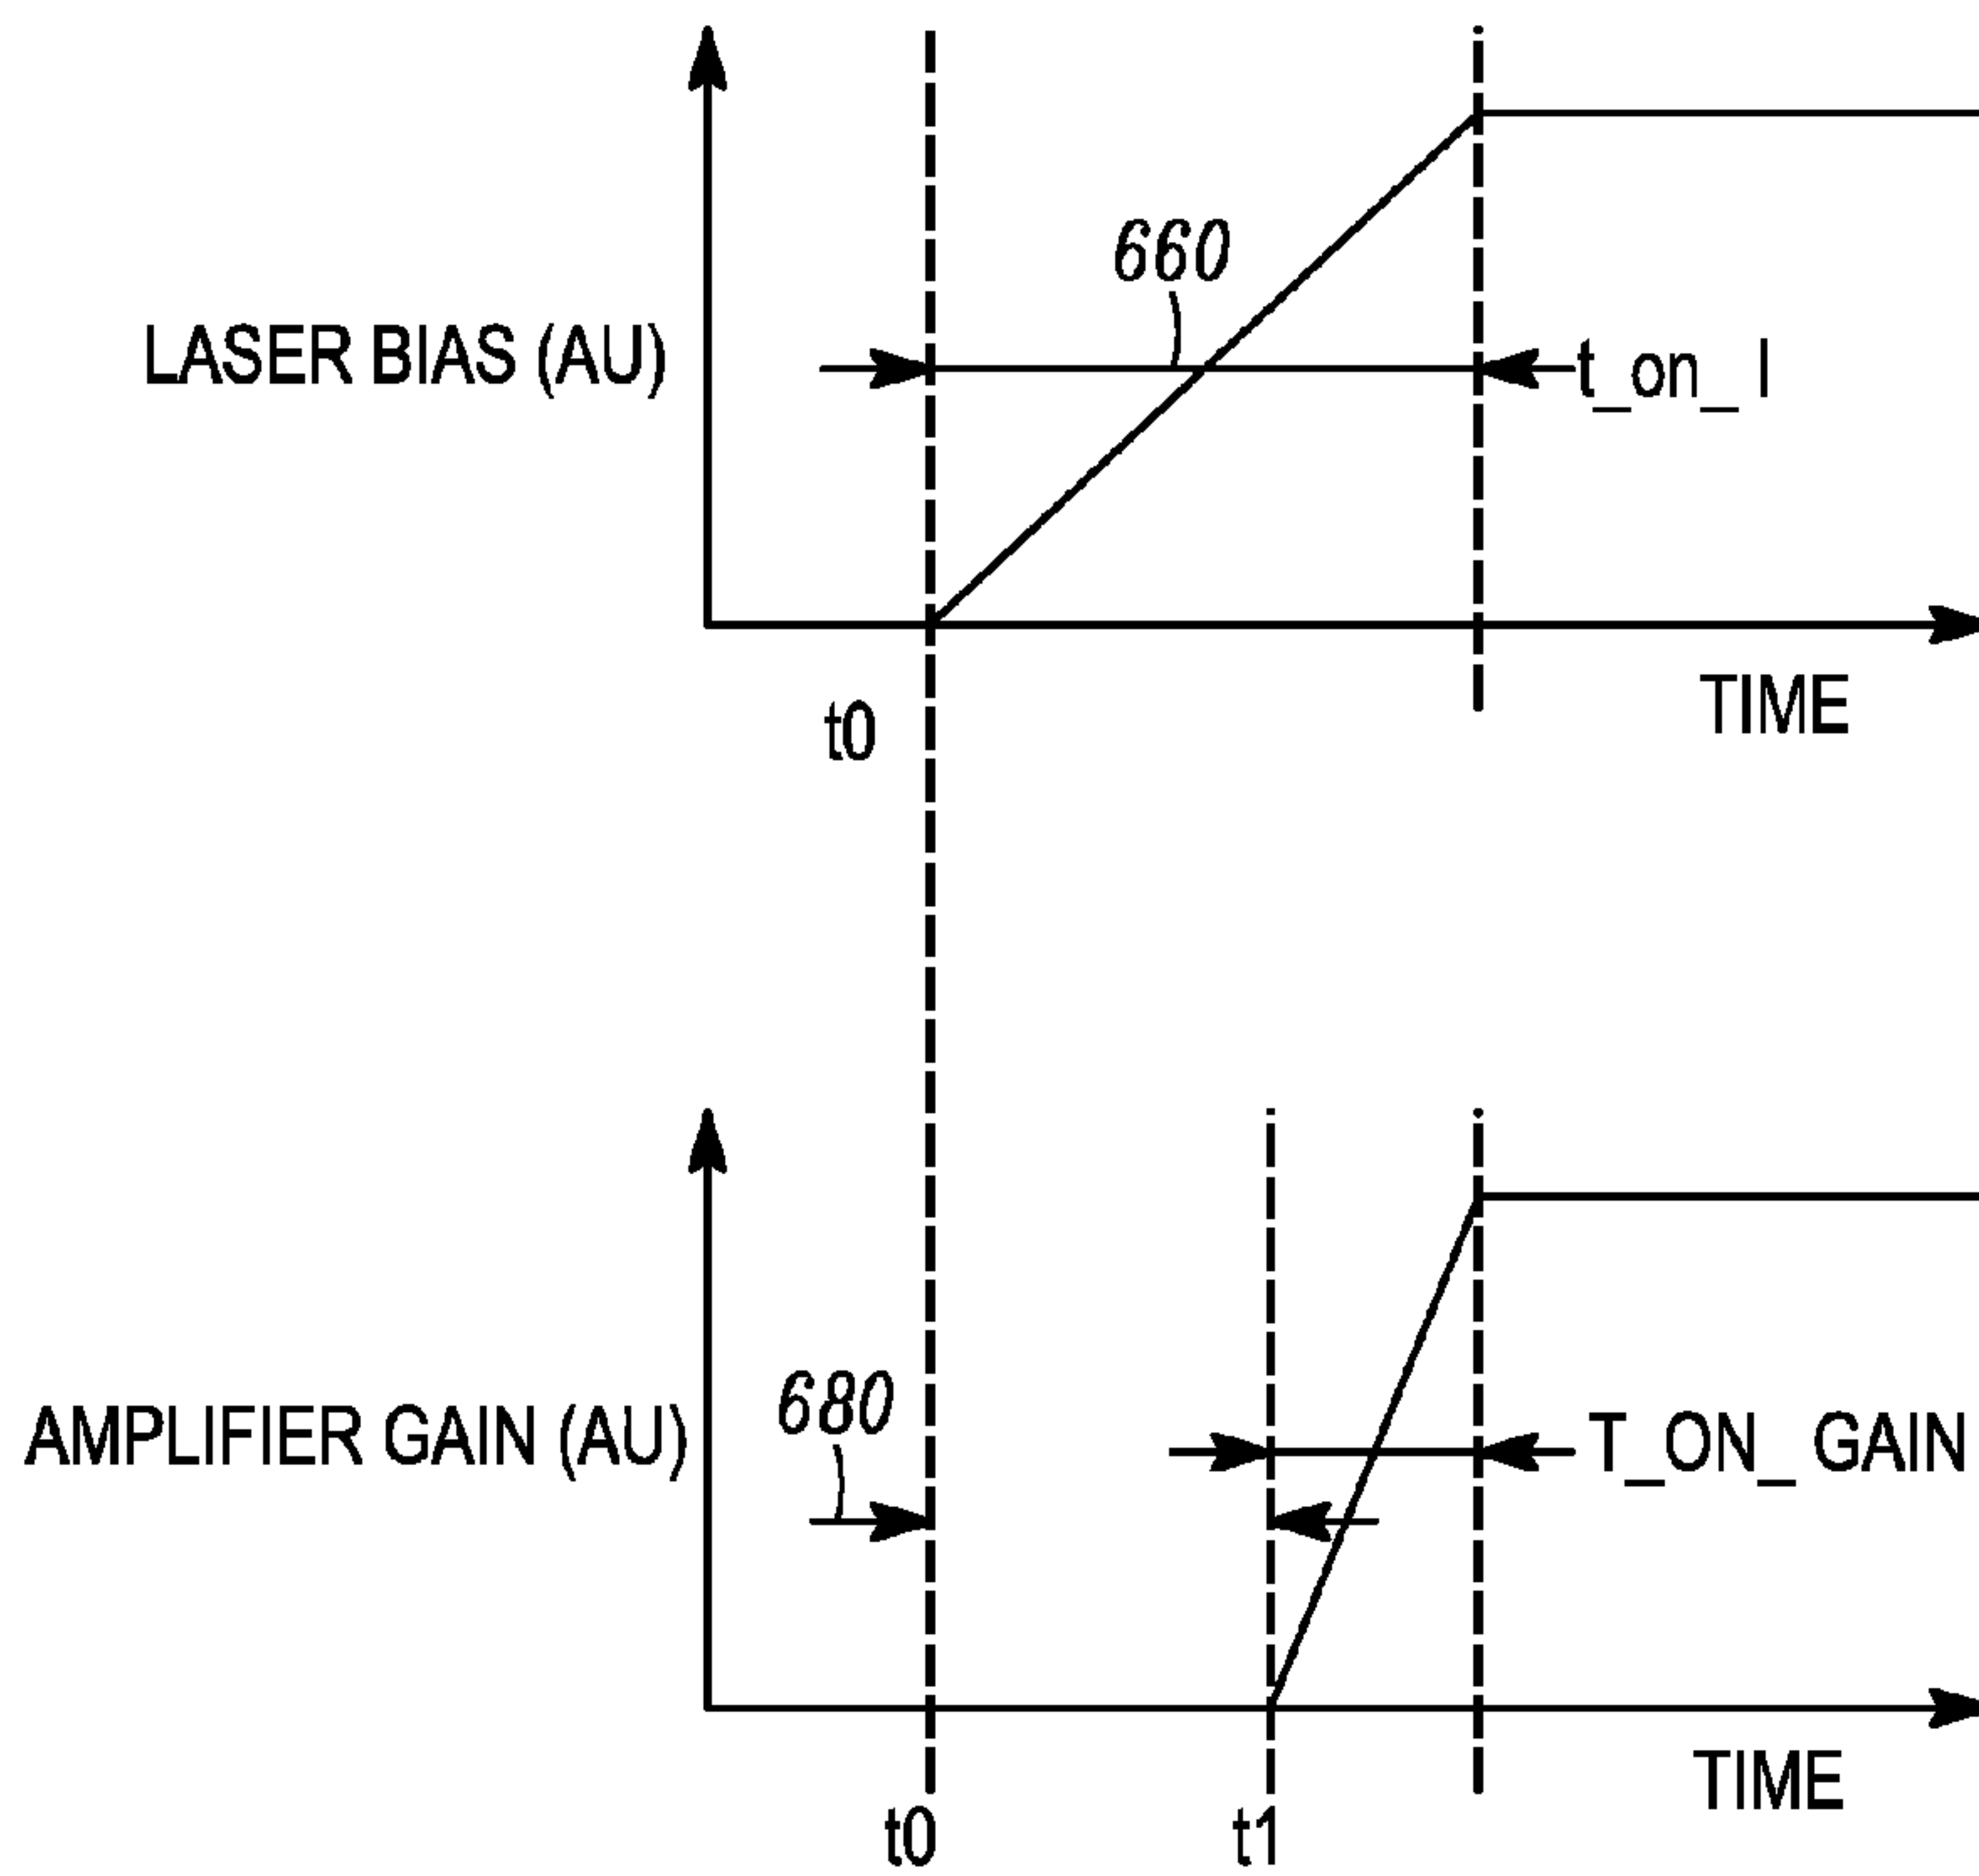 660
LASER BIAS (AU)
t_on_ I
TIME
t0
680
AMPLIFIER GAIN (AU)
T_ON_ GAIN
TIME
t0
t1